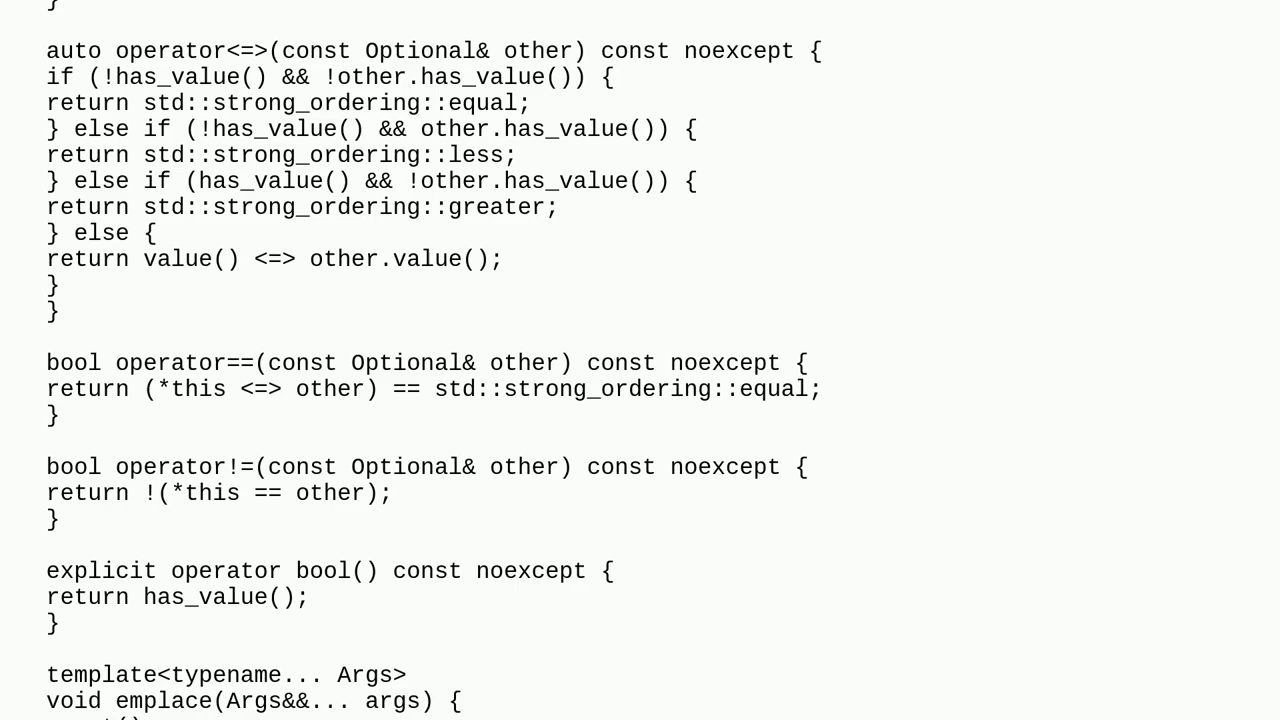 }
auto operator<=>(const Optional& other) const noexcept {
if (!has_value() && !other.has_value()) {
return std::strong_ordering::equal;
} else if (!has_value() && other.has_value()) {
return std::strong_ordering::less;
} else if (has_value() && !other.has_value()) {
return std::strong_ordering::greater;
} else {
return value() <=> other.value();
}
}
bool operator==(const Optional& other) const noexcept {
return (*this <=> other) == std::strong_ordering::equal;
}
bool operator!=(const Optional& other) const noexcept {
return !(*this == other);
}
explicit operator bool() const noexcept {
return has_value();
}
template<typename... Args>
void emplace(Args&&... args) {